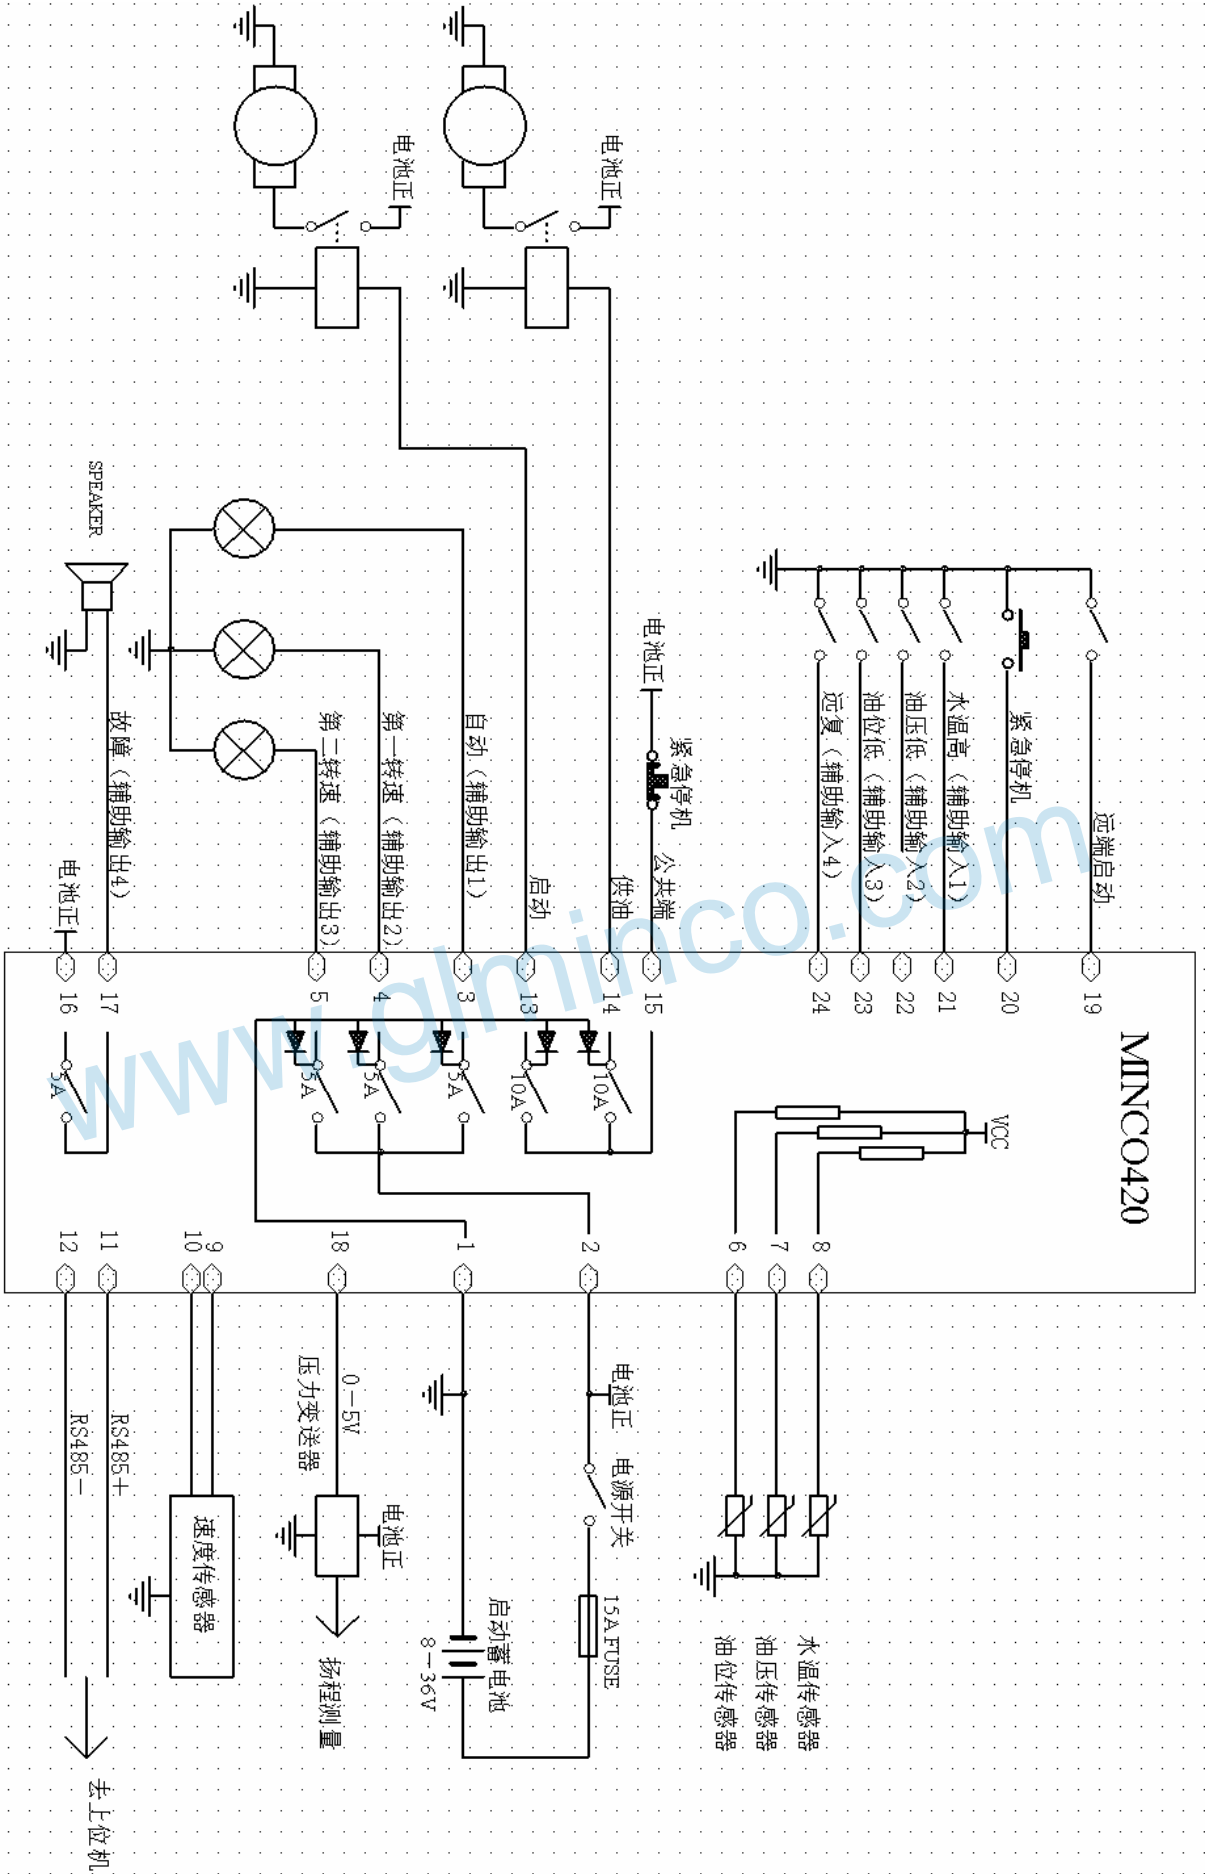 MINCO420
远端启动
19
紧急停机
20
水温高（辅助输入1）
21
油压低（辅助输入2）
22
油位低（辅助输入3）
23
远复（辅助输入4）
24
VCC
8
7
6
水温传感器
油压传感器
油位传感器
电池正
紧急停机
公共端
15
电池正
供油
14
10A
启动
13
10A
电池正
自动（辅助输出1）
3
5A
第一转速（辅助输出2）
4
5A
第二转速（辅助输出3）
5
5A
2
电池正
电源开关
15A FUSE
1
启动蓄电池
8－36V
18
0－5V
压力变送器
电池正
扬程测量
9
10
速度传感器
SPEAKER
故障（辅助输出4）
17
电池正
16
5A
11
RS485＋
12
RS485－
去上位机
www.glminco.com